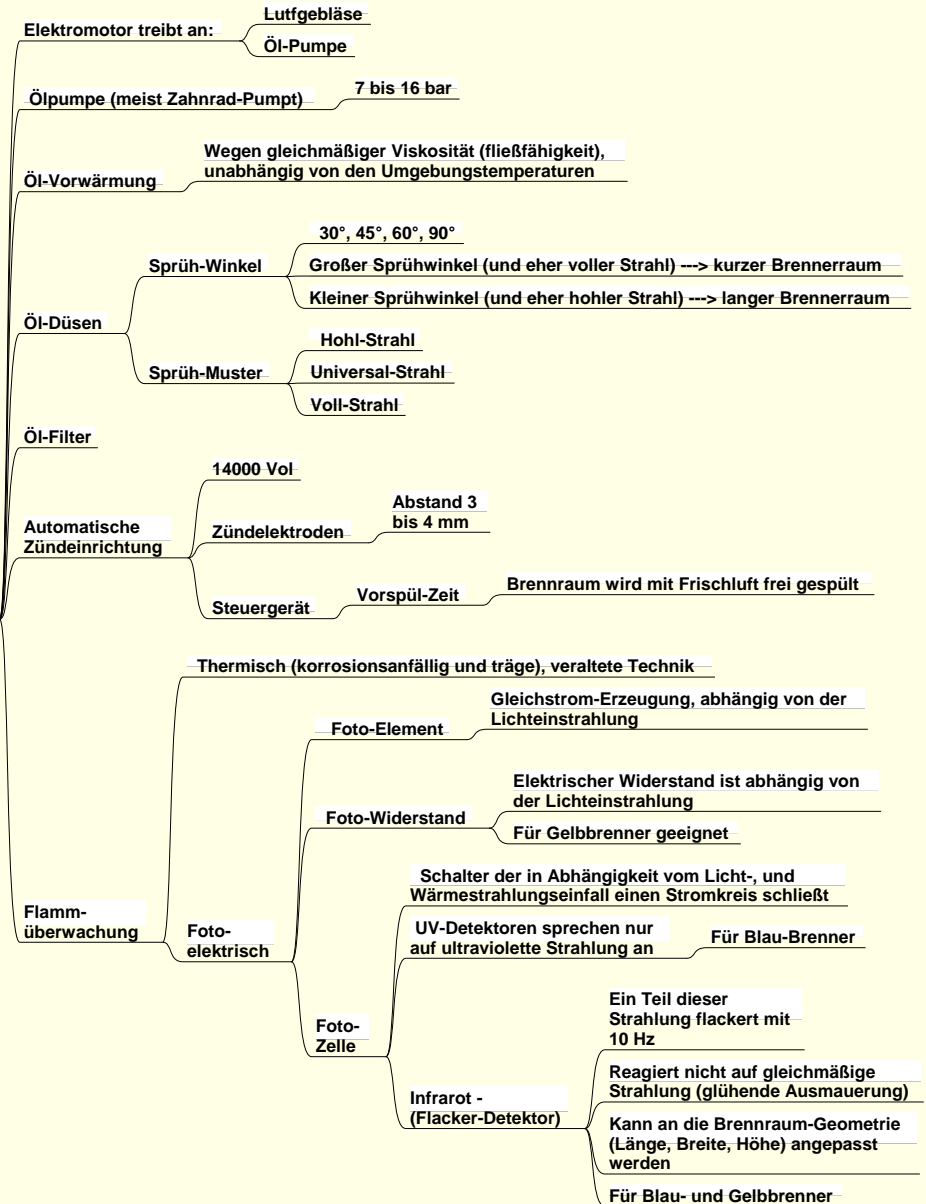 Elektromotor treibt an:
Lutfgebläse
Öl-Pumpe
Ölpumpe (meist Zahnrad-Pumpt)
7 bis 16 bar
Öl-Vorwärmung
Wegen gleichmäßiger Viskosität (fließfähigkeit),
unabhängig von den Umgebungstemperaturen
Öl-Düsen
Sprüh-Winkel
30°, 45°, 60°, 90°
Großer Sprühwinkel (und eher voller Strahl) ---> kurzer Brennerraum
Kleiner Sprühwinkel (und eher hohler Strahl) ---> langer Brennerraum
Sprüh-Muster
Hohl-Strahl
Universal-Strahl
Voll-Strahl
Öl-Filter
Automatische
Zündeinrichtung
14000 Vol
Zündelektroden
Abstand 3
bis 4 mm
Steuergerät
Vorspül-Zeit
Brennraum wird mit Frischluft frei gespült
Flamm-
überwachung
Thermisch (korrosionsanfällig und träge), veraltete Technik
Foto-
elektrisch
Foto-Element
Gleichstrom-Erzeugung, abhängig von der
Lichteinstrahlung
Foto-Widerstand
Elektrischer Widerstand ist abhängig von
der Lichteinstrahlung
Für Gelbbrenner geeignet
Foto-
Zelle
Schalter der in Abhängigkeit vom Licht-, und
Wärmestrahlungseinfall einen Stromkreis schließt
UV-Detektoren sprechen nur
auf ultraviolette Strahlung an
Für Blau-Brenner
Infrarot -
(Flacker-Detektor)
Ein Teil dieser
Strahlung flackert mit
10 Hz
Reagiert nicht auf gleichmäßige
Strahlung (glühende Ausmauerung)
Kann an die Brennraum-Geometrie
(Länge, Breite, Höhe) angepasst
werden
Für Blau- und Gelbbrenner